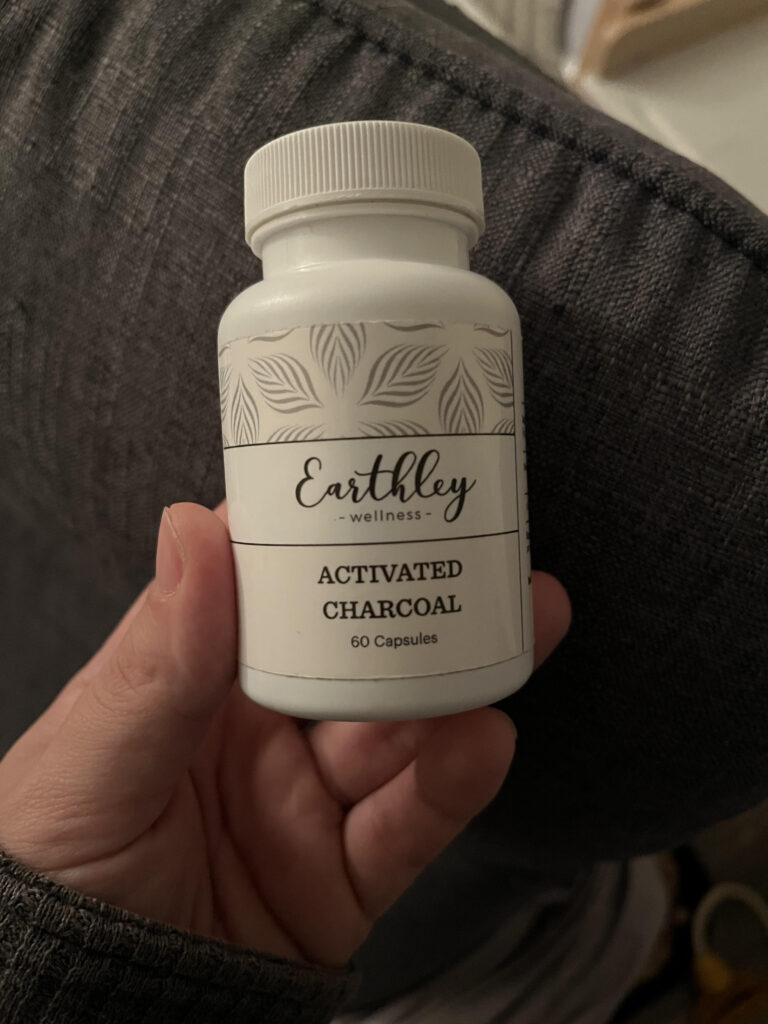 Earthley
- wellness -
ACTIVATED
CHARCOAL
60 Capsules